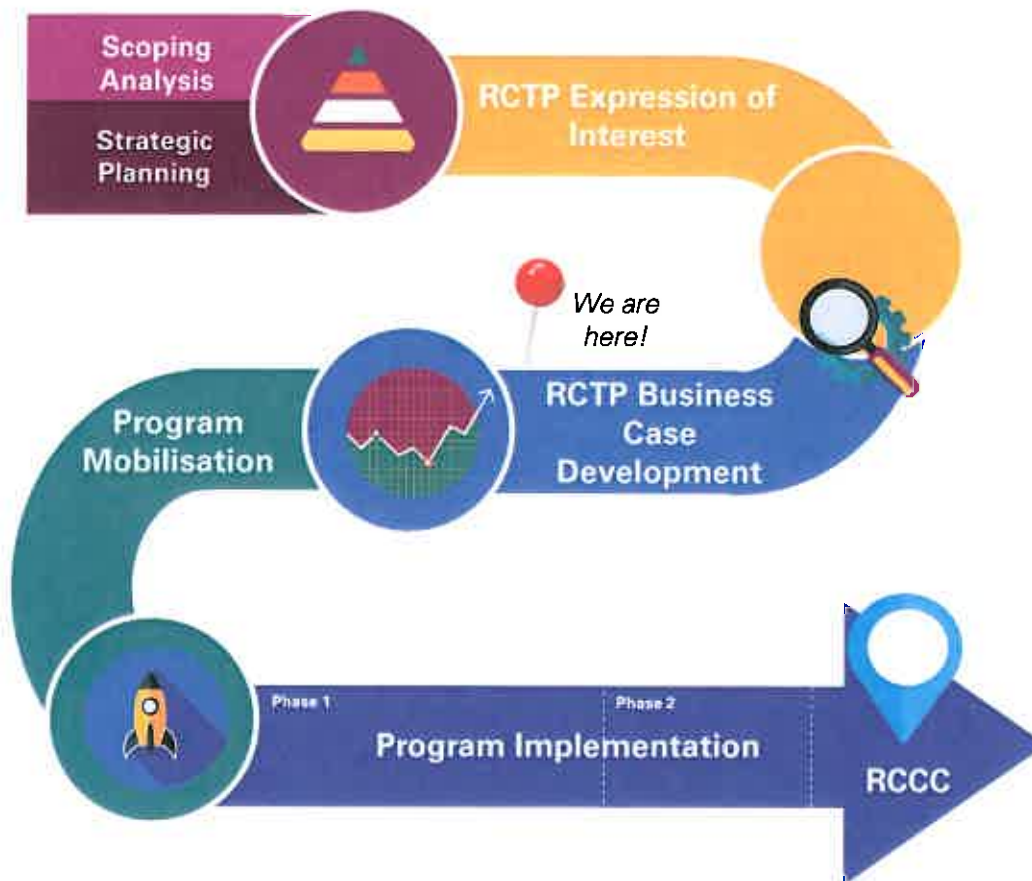 Scoping
Analysis
Strategic
Planning
RCTP Expression of
Interest
We are
here!
RCTP Business
Case
Development
Program
Mobilisation
Phase 1
Phase 2
Program Implementation
RCCC